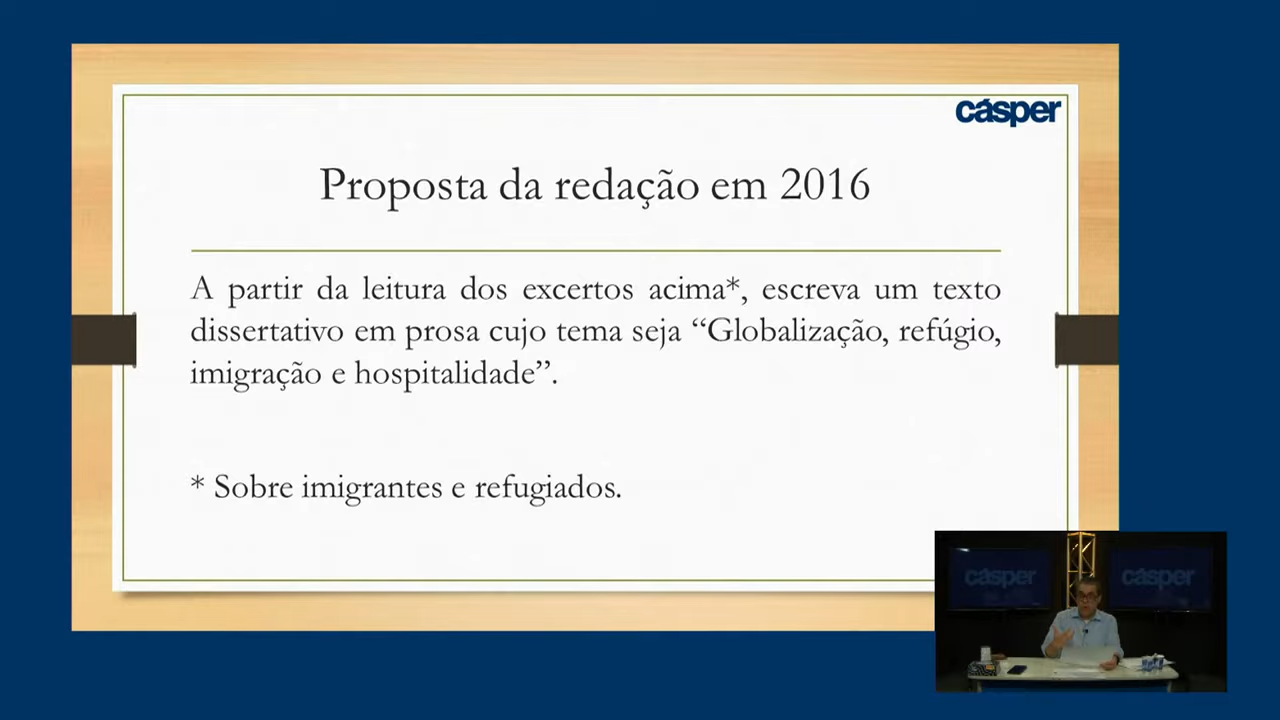 cásper
Proposta da redação em 2016
A partir da leitura dos excertos acima*, escreva um texto
dissertativo em prosa cujo tema seja “Globalização, refúgio,
imigração e hospitalidade”.
* Sobre imigrantes e refugiados.
cásper
cásper